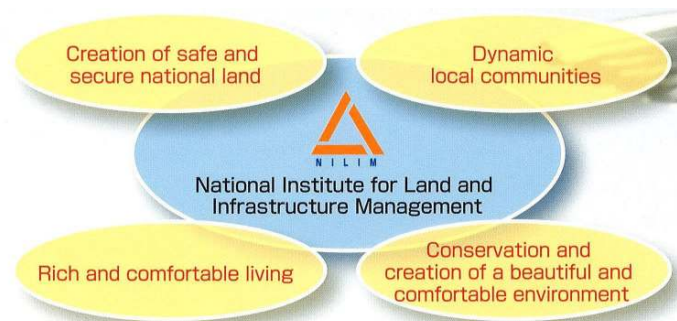 Creation of safe and
secure national land
Dynamic
local communities
NILIM
National Institute for Land and
Infrastructure Management
Rich and comfortable living
Conservation and
creation of a beautiful and
comfortable environment